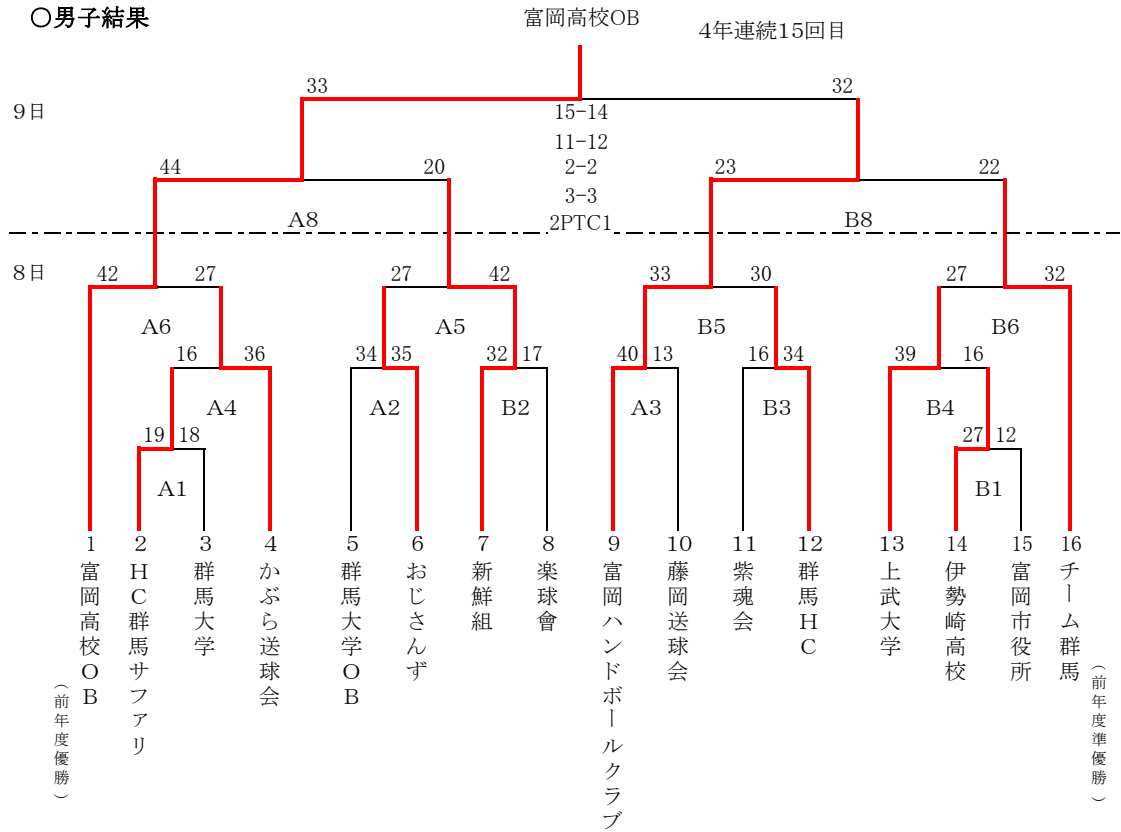 ○男子結果
富岡高校OB
4年連続15回目
33
32
9日
15-14
11-12
2-2
3-3
2PTC1
44
20
23
22
A8
B8
8日
42
27
27
42
33
30
27
32
A6
A5
B5
B6
16
36
34
35
32
17
40
13
16
34
39
16
A4
A2
B2
A3
B3
B4
19
18
27
12
A1
B1
1
2
3
4
5
6
7
8
9
10
11
12
13
14
15
16
富岡高校OB
(前年度優勝)
HC群馬サファリ
群馬大学
かぶら送球会
群馬大学OB
おじさんず
新鮮組
楽球會
富岡ハンドボールクラブ
藤岡送球会
紫魂会
群馬HC
上武大学
伊勢崎高校
富岡市役所
チーム群馬
(前年度準優勝)